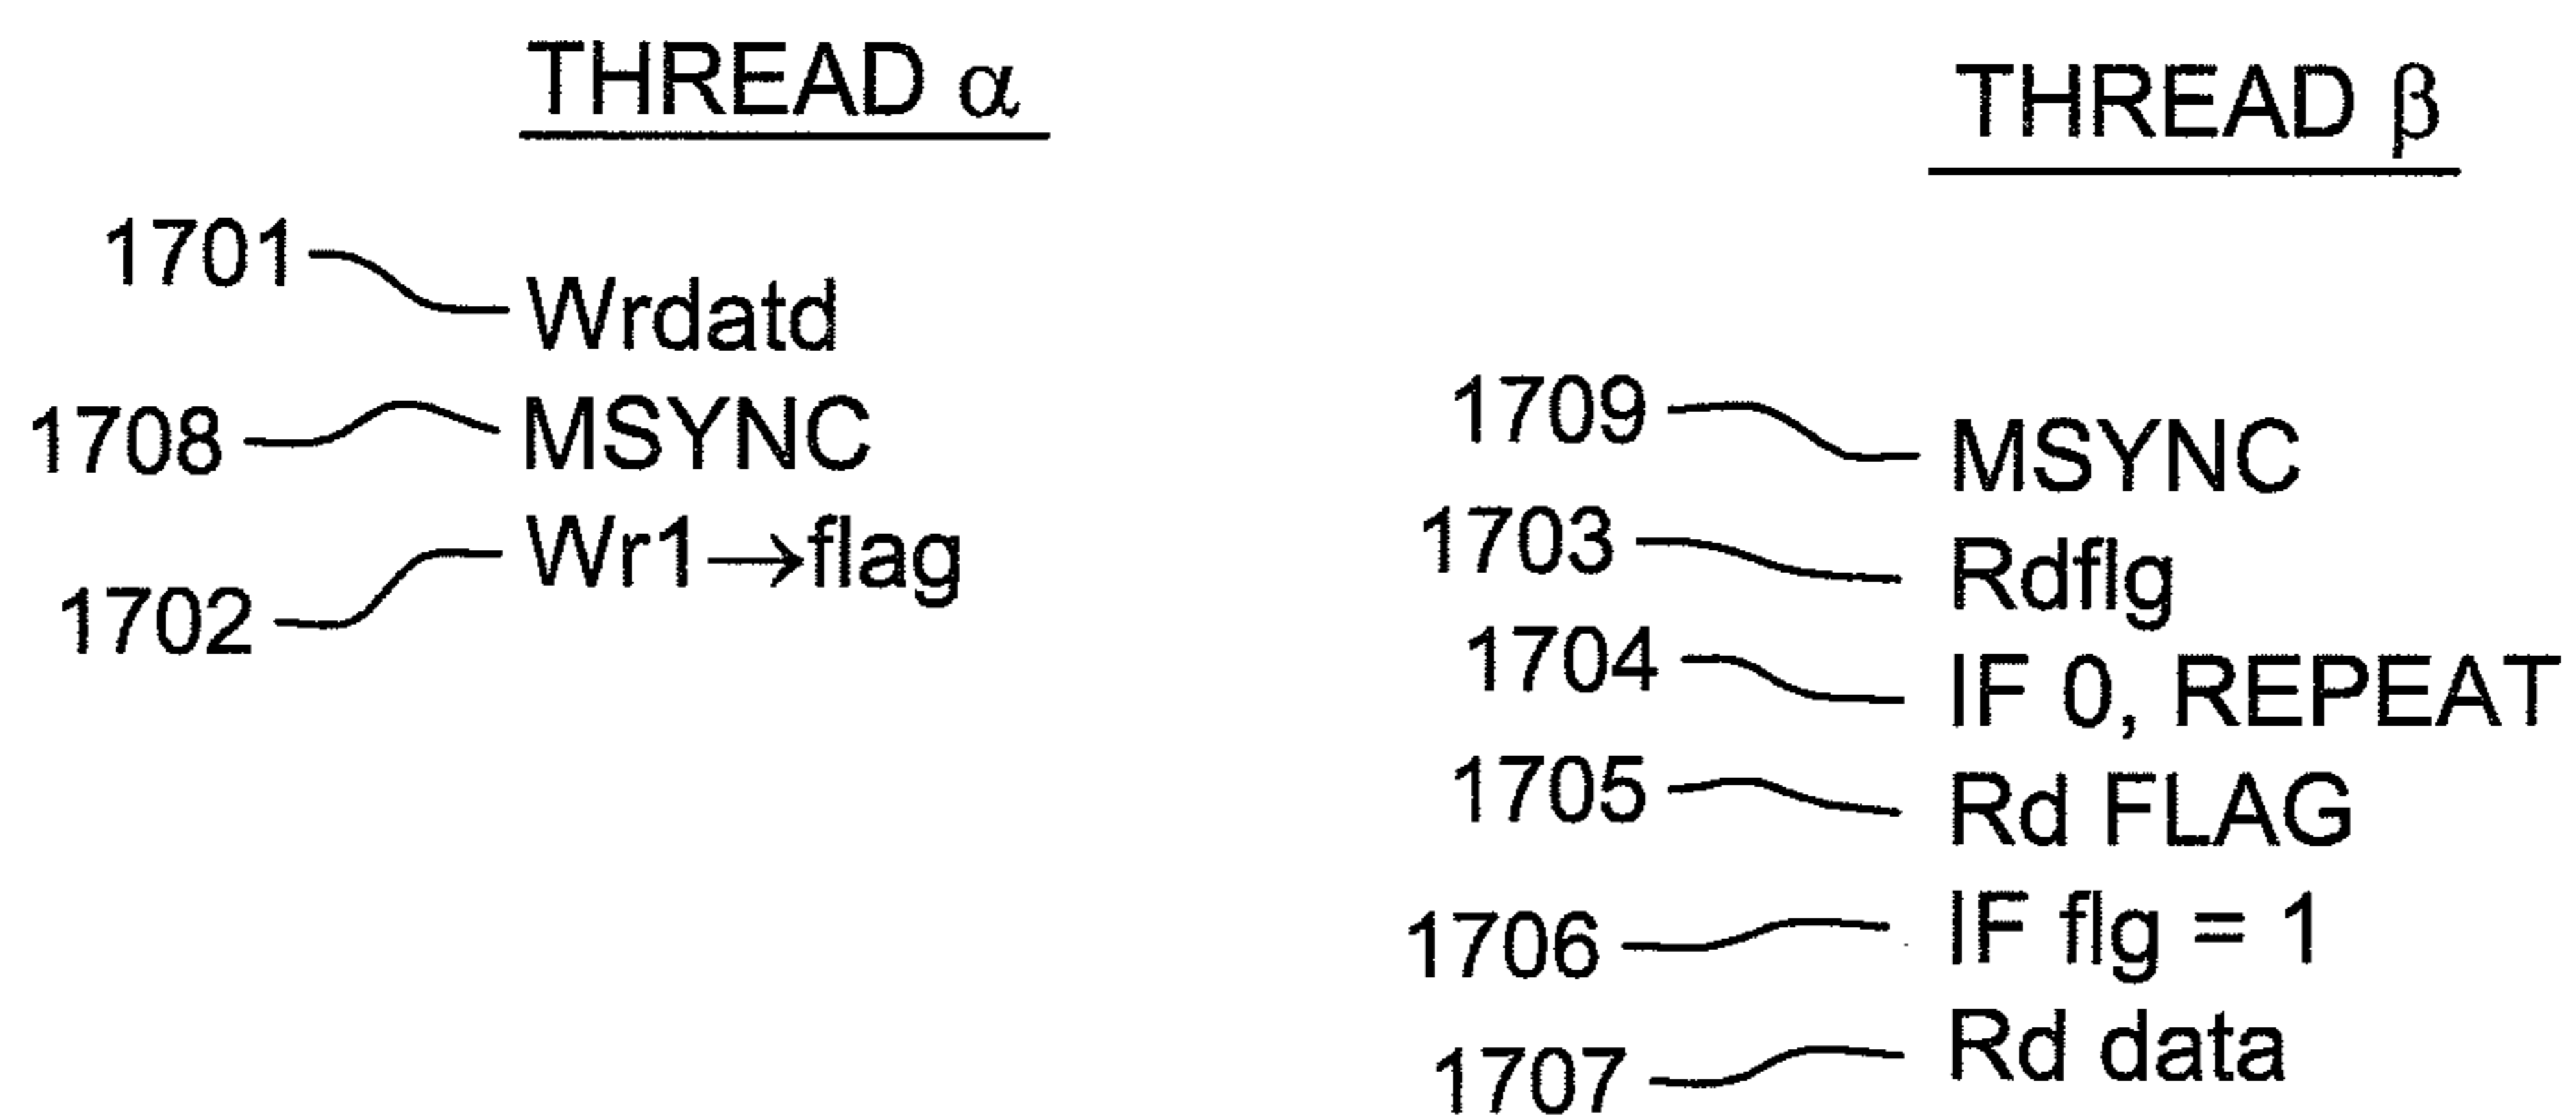 THREAD α
1701 Wrdatd
1708 MSYNC
1702 Wr1→flag
THREAD β
1709 MSYNC
1703 Rdflg
1704 IF 0, REPEAT
1705 Rd FLAG
1706 IF flg = 1
1707 Rd data